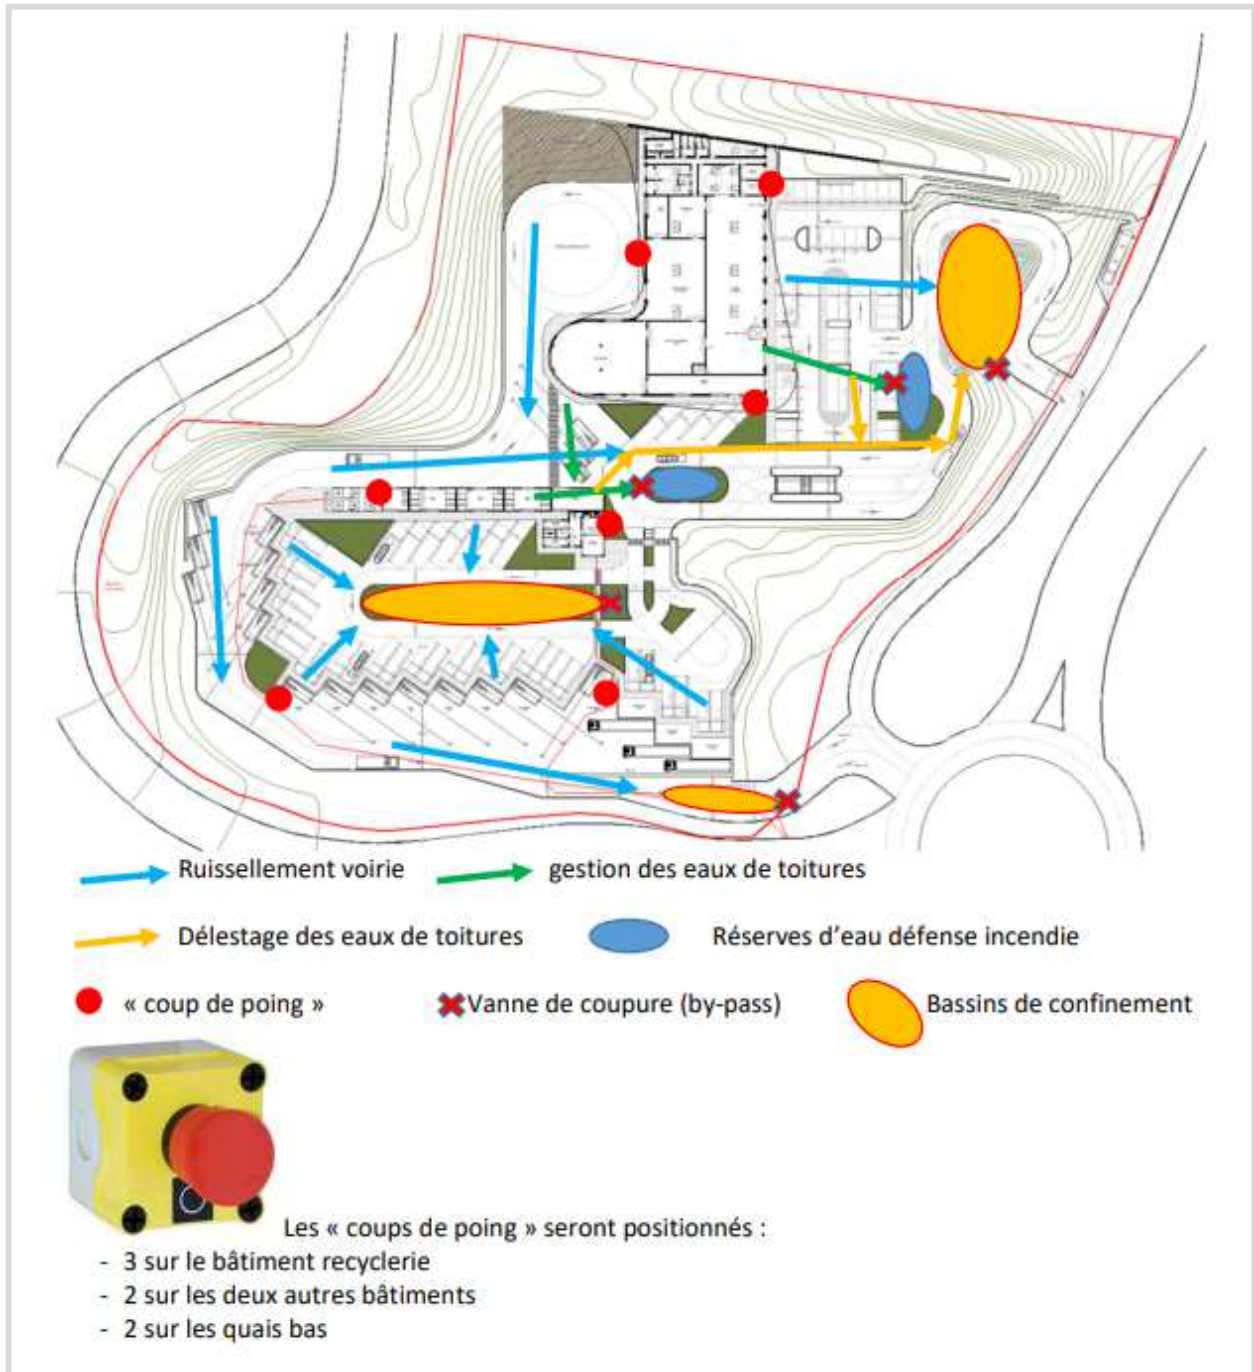 Ruissellement voirie
gestion des eaux de toitures
Délestage des eaux de toitures
Réserves d'eau défense incendie
« coup de poing »
Vanne de coupure (by-pass)
Bassins de confinement
Les « coups de poing » seront positionnés :
- 3 sur le bâtiment recyclerie
- 2 sur les deux autres bâtiments
- 2 sur les quais bas